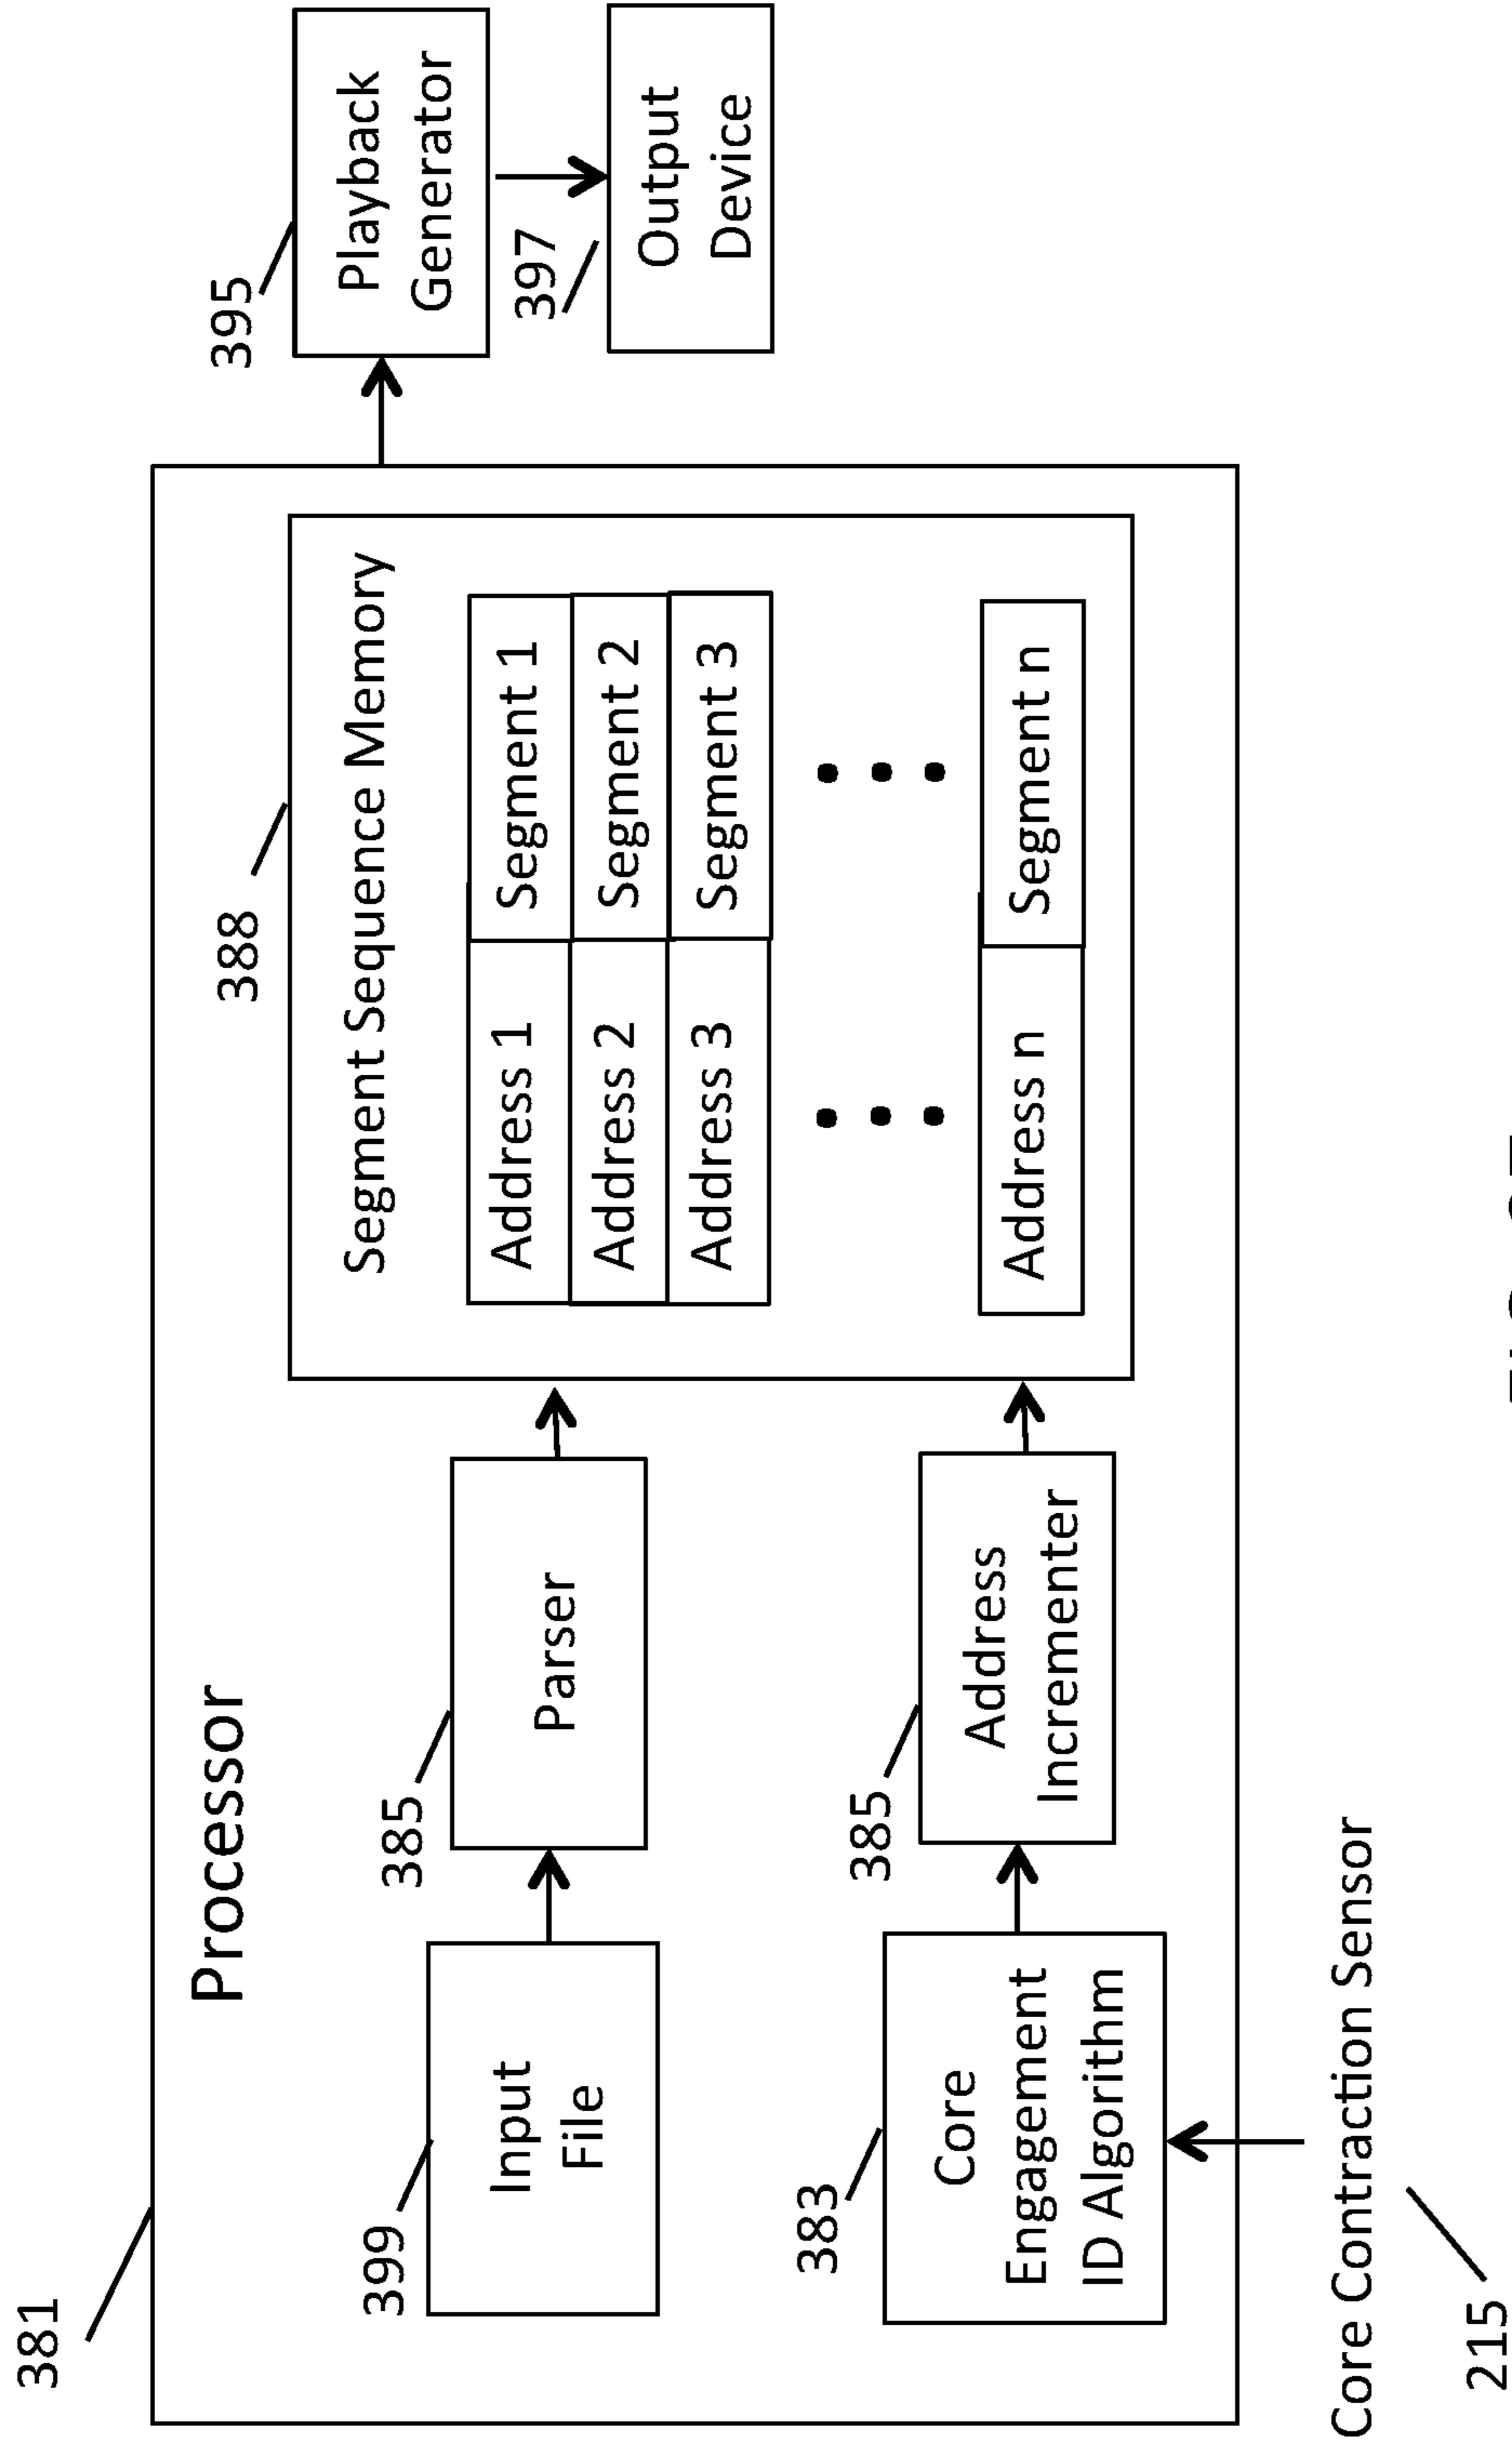 381
Processor
388
395
Segment Sequence Memory
Playback
Generator
399
Input
File
385
Parser
Address 1
Segment 1
Address 2
Segment 2
Address 3
Segment 3
397
Output
Device
383
Core
Engagement
ID Algorithm
385
Address
Incrementer
Address n
Segment n
Core Contraction Sensor
215